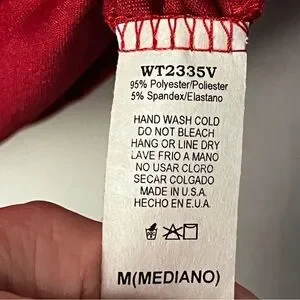 WT2335V
95% Polyester/Poliester
5% Spandex/Elastano
HAND WASH COLD
DO NOT BLEACH
HANG OR LINE DRY
LAVE FRIO A MANO
NO USAR CLORO
SECAR COLGADO
MADE IN U.S.A.
HECHO EN E.U.A.
M(MEDIANO)